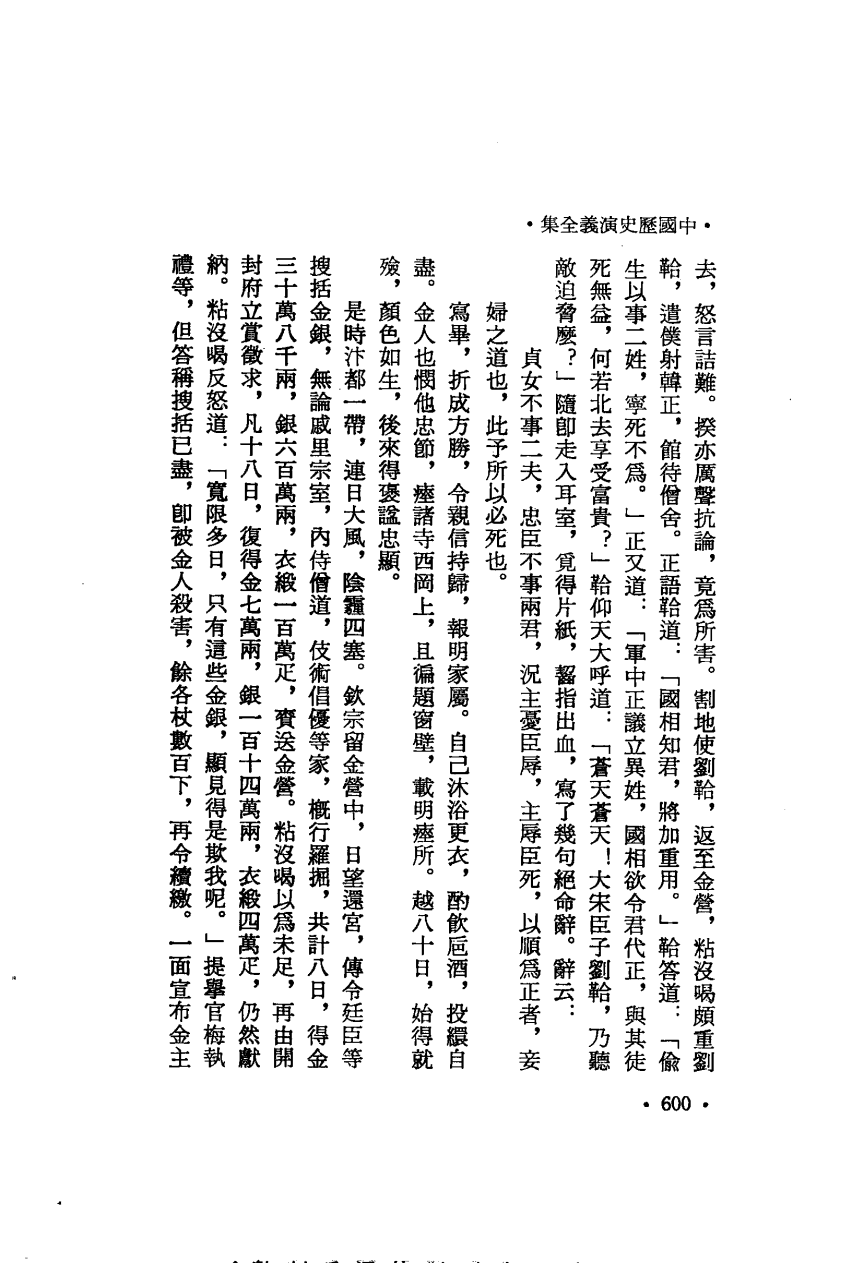 •中國歷史演義全集•
去，怒言詰難。揆亦厲聲抗論，竟爲所害。割地使劉韐，返至金營，粘沒喝頗重劉
韐，遣僕射韓正，館待僧舍。正語韐道：「國相知君，將加重用。」韐答道：「偷
生以事二姓，寧死不爲。」正又道：「軍中正議立異姓，國相欲令君代正，與其徒
死無益，何若北去享受富貴？」韐仰天大呼道：「蒼天蒼天！大宋臣子劉韐，乃聽
敵迫脅麼？」隨卽走入耳室，覓得片紙，齧指出血，寫了幾句絕命辭。辭云：
貞女不事二夫，忠臣不事兩君，況主憂臣辱，主辱臣死，以順爲正者，妾
婦之道也，此予所以必死也。
寫畢，折成方勝，令親信持歸，報明家屬。自己沐浴更衣，酌飲巵酒，投繯自
盡。金人也憫他忠節，瘞諸寺西岡上，且徧題窗壁，載明瘞所。越八十日，始得就
殮，顏色如生，後來得褒諡忠顯。
是時汴都一帶，連日大風，陰霾四塞。欽宗留金營中，日望還宮，傳令廷臣等
搜括金銀，無論戚里宗室，內侍僧道，伎術倡優等家，概行羅掘，共計八日，得金
三十萬八千兩，銀六百萬兩，衣緞一百萬疋，賫送金營。粘沒喝以爲未足，再由開
封府立賞徵求，凡十八日，復得金七萬兩，銀一百十四萬兩，衣緞四萬疋，仍然獻
納。粘沒喝反怒道：「寬限多日，只有這些金銀，顯見得是欺我呢。」提舉官梅執
禮等，但答稱搜括已盡，卽被金人殺害，餘各杖數百下，再令續繳。一面宣布金主
•600•